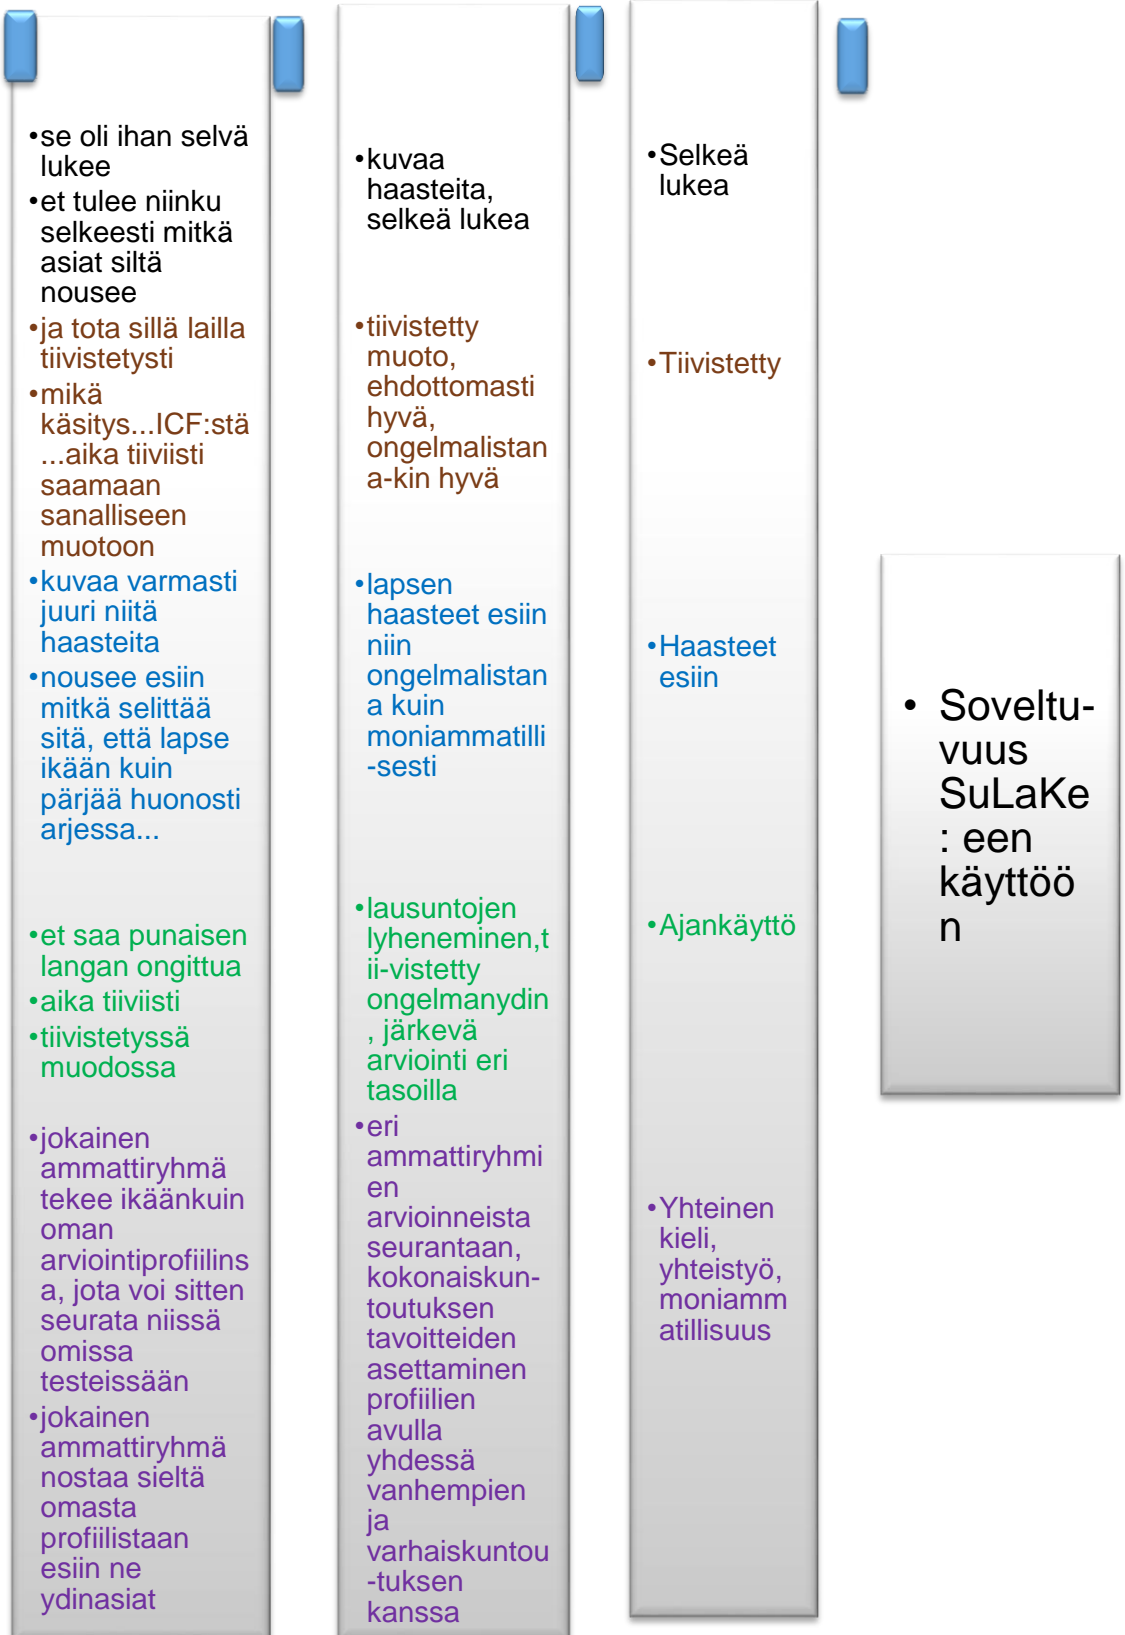 •se oli ihan selvä
lukee
•et tulee niinku
selkeesti mitkä
asiat siltä
nousee
•ja tota sillä lailla
tiivistetysti
•mikä
käsitys...ICF:stä
...aika tiiviisti
saamaan
sanalliseen
muotoon
•kuvaa varmasti
juuri niitä
haasteita
•nousee esiin
mitkä selittää
sitä, että lapse
ikään kuin
pärjää huonosti
arjessa...
•et saa punaisen
langan ongittua
•aika tiiviisti
•tiivistetyssä
muodossa
•jokainen
ammattiryhmä
tekee ikäänkuin
oman
arviointiprofiilins
a, jota voi sitten
seurata niissä
omissa
testeissään
•jokainen
ammattiryhmä
nostaa sieltä
omasta
profiilistaan
esiin ne
ydinasiat
•kuvaa
haasteita,
selkeä lukea
•tiivistetty
muoto,
ehdottomasti
hyvä,
ongelmalistan
a-kin hyvä
•lapsen
haasteet esiin
niin
ongelmalistan
a kuin
moniammatilli
-sesti
•lausuntojen
lyheneminen,t
ii-vistetty
ongelmanydin
, järkevä
arviointi eri
tasoilla
•eri
ammattiryhmi
en
arvioinneista
seurantaan,
kokonaiskun-
toutuksen
tavoitteiden
asettaminen
profiilien
avulla
yhdessä
vanhempien
ja
varhaiskuntou
-tuksen
kanssa
•Selkeä
lukea
•Tiivistetty
•Haasteet
esiin
•Ajankäyttö
•Yhteinen
kieli,
yhteistyö,
moniamm
atillisuus
• Soveltu-
vuus
SuLaKe
: een
käyttöö
n